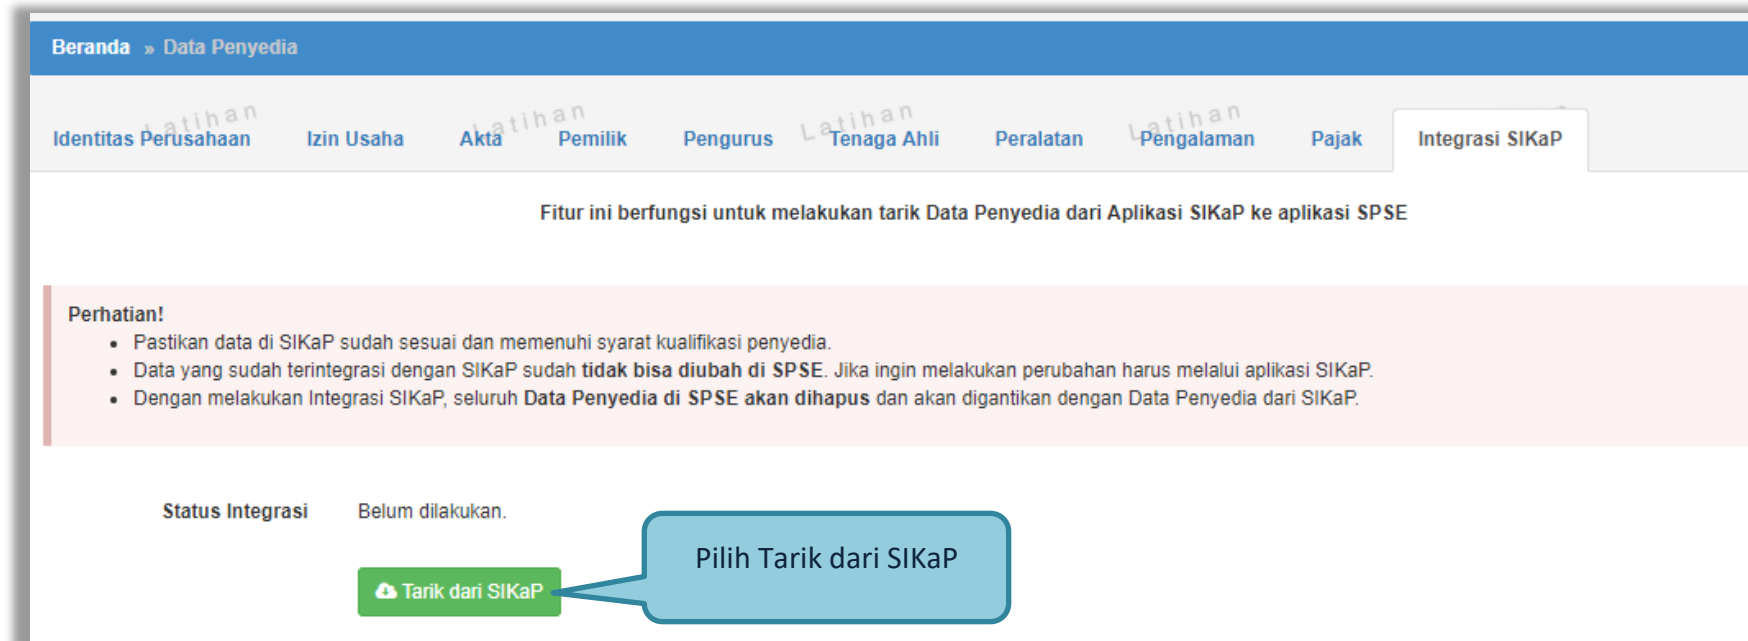 Beranda » Data Penyedia
Latihan Latihan Latihan Latihan
Identitas Perusahaan Izin Usaha Akta Pemilik Pengurus Tenaga Ahli Peralatan Pengalaman Pajak Integrasi SIKaP
Fitur ini berfungsi untuk melakukan tarik Data Penyedia dari Aplikasi SIKaP ke aplikasi SPSE
Perhatian!
• Pastikan data di SIKaP sudah sesuai dan memenuhi syarat kualifikasi penyedia.
• Data yang sudah terintegrasi dengan SIKaP sudah tidak bisa diubah di SPSE. Jika ingin melakukan perubahan harus melalui aplikasi SIKaP.
• Dengan melakukan Integrasi SIKaP, seluruh Data Penyedia di SPSE akan dihapus dan akan digantikan dengan Data Penyedia dari SIKaP.
Status Integrasi Belum dilakukan.
Pilih Tarik dari SIKaP
Tarik dari SIKaP